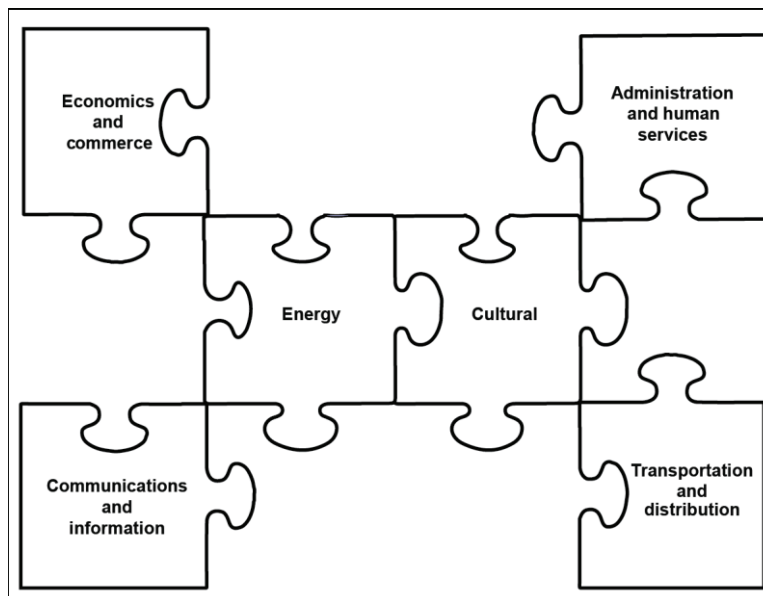 Economics
and
commerce
Administration
and human
services
Energy
Cultural
Communications
and
information
Transportation
and
distribution